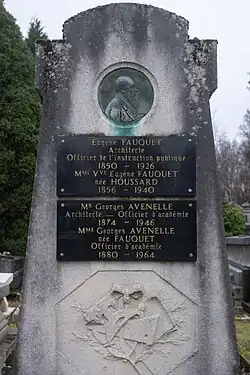 Eugène FAUQUET
Architecte
Officier de l'instruction publique
1850 - 1926
Mme Vve Eugène FAUQUET
née HOUSSARD
1856 - 1940
Mr Georges AVENELLE
Architecte - Officier d'académie
1874 - 1946
Mme Georges AVENELLE
née FAUQUET
Officier d'académie
1880 - 1964